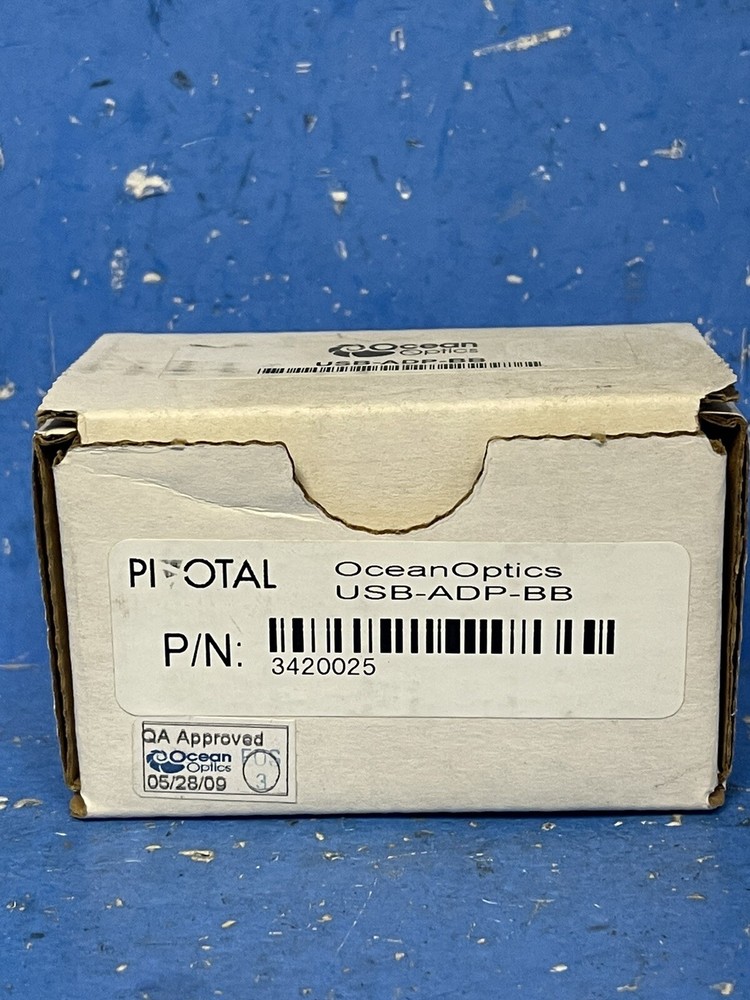 Ocean
Optics
USB-ADP-BB
PIVOTAL
OceanOptics
USB-ADP-BB
P/N:
3420025
QA Approved
Ocean
Optics
EOS
3
05/28/09